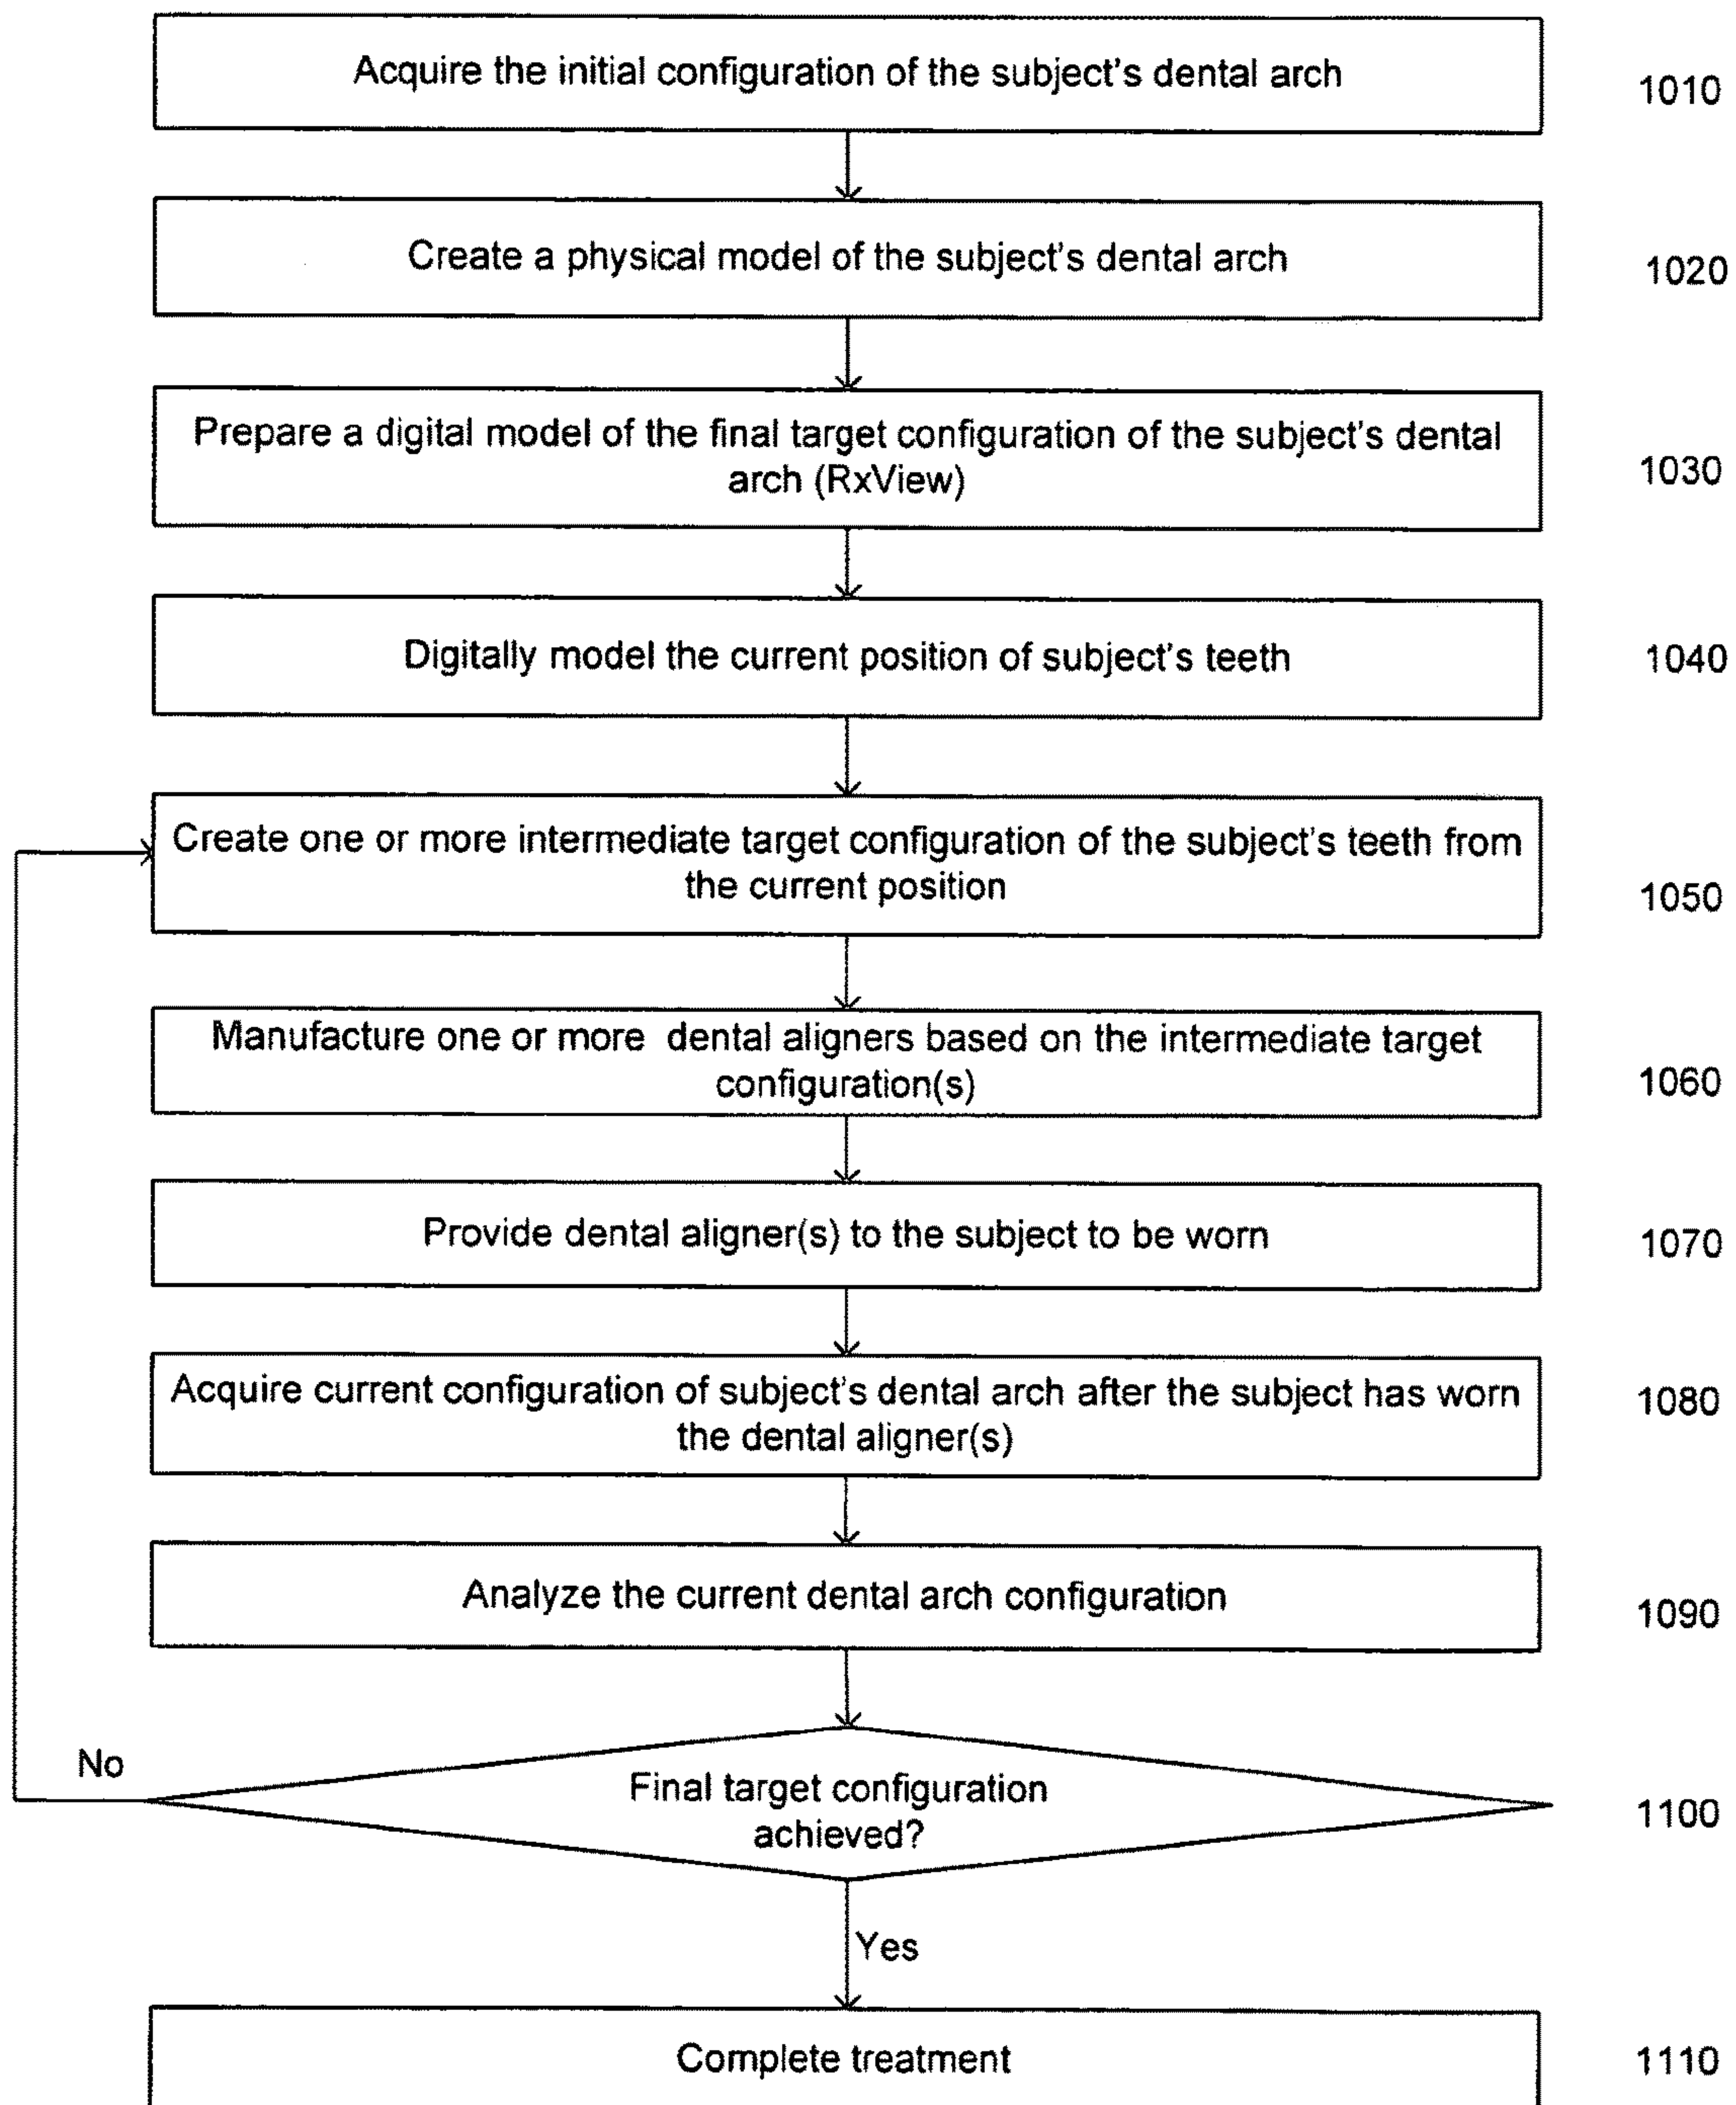 Acquire the initial configuration of the subject's dental arch
1010
Create a physical model of the subject's dental arch
1020
Prepare a digital model of the final target configuration of the subject's dental
arch (RxView)
1030
Digitally model the current position of subject's teeth
1040
Create one or more intermediate target configuration of the subject's teeth from
the current position
1050
Manufacture one or more dental aligners based on the intermediate target
configuration(s)
1060
Provide dental aligner(s) to the subject to be worn
1070
Acquire current configuration of subject's dental arch after the subject has worn
the dental aligner(s)
1080
Analyze the current dental arch configuration
1090
No
Final target configuration
achieved?
1100
Yes
Complete treatment
1110